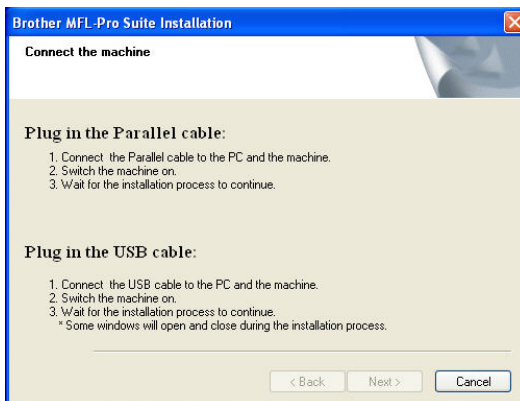 Brother MFL-Pro Suite Installation
Connect the machine
Plug in the Parallel cable:
1. Connect the Parallel cable to the PC and the machine.
2. Switch the machine on.
3. Wait for the installation process to continue.
Plug in the USB cable:
1. Connect the USB cable to the PC and the machine.
2. Switch the machine on.
3. Wait for the installation process to continue.
* Some windows will open and close during the installation process.
< Back Next > Cancel